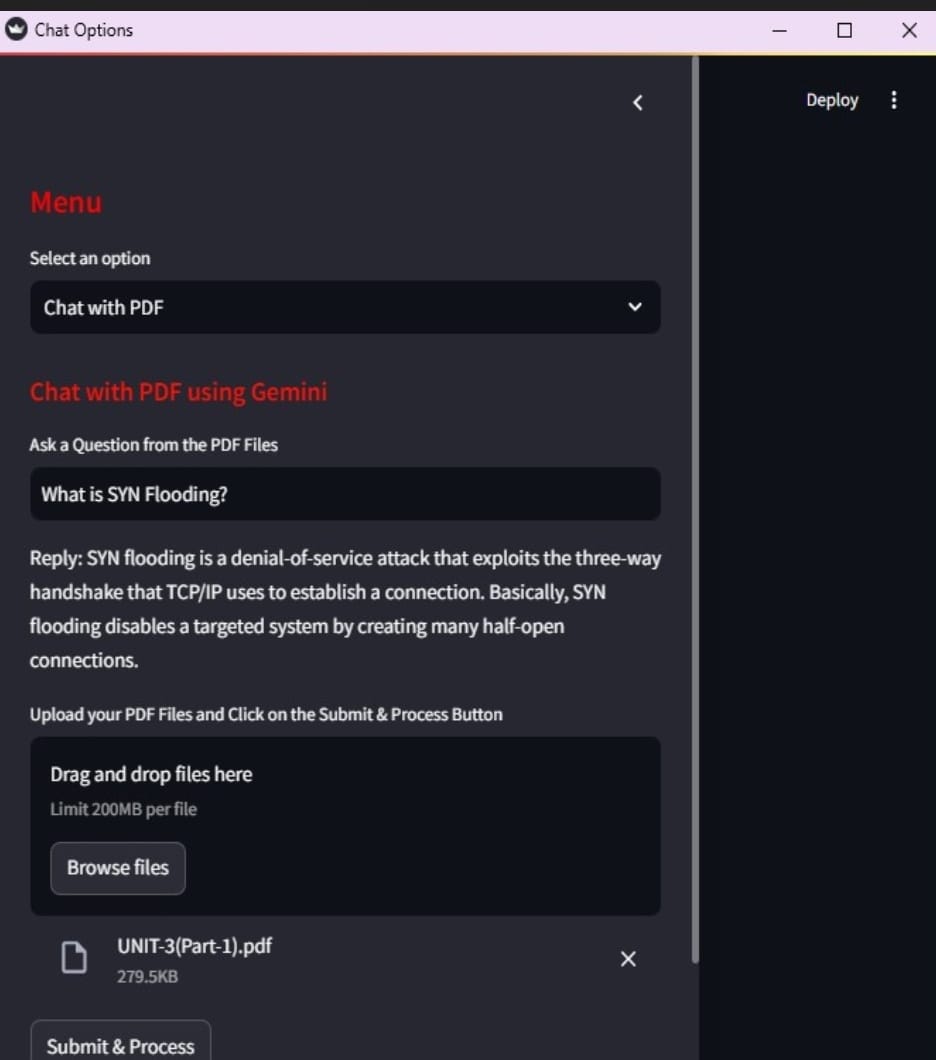 Chat Options
Deploy
Menu
Select an option
Chat with PDF
Chat with PDF using Gemini
Ask a Question from the PDF Files
What is SYN Flooding?
Reply: SYN flooding is a denial-of-service attack that exploits the three-way
handshake that TCP/IP uses to establish a connection. Basically, SYN
flooding disables a targeted system by creating many half-open
connections.
Upload your PDF Files and Click on the Submit & Process Button
Drag and drop files here
Limit 200MB per file
Browse files
UNIT-3(Part-1).pdf
279.5KB
Submit & Process